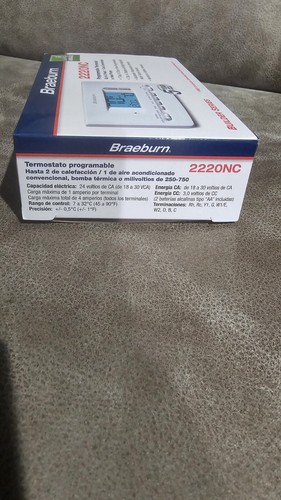 Braeburn.
2220NC
Builder Series
Braeburn.
Termostato programable
2220NC
Hasta 2 de calefacción / 1 de aire acondicionado
convencional, bomba térmica o milivoltios de 250-750
Capacidad eléctrica: 24 voltios de CA (de 18 a 30 VCA)
Carga máxima de 1 amperio por terminal
Carga máxima total de 4 amperios (todos los terminales)
Rango de control: 7 a 32°C (45 a 90°F)
Precisión: +/- 0,5°C (+/- 1°F)
Energía CA: de 18 a 30 voltios de CA
Energía CC: 3,0 voltios de CC
(2 baterías alcalinas tipo "AA" incluidas)
Terminaciones: Rh, Rc, Y1, G, W1/E,
W2, O, B, C